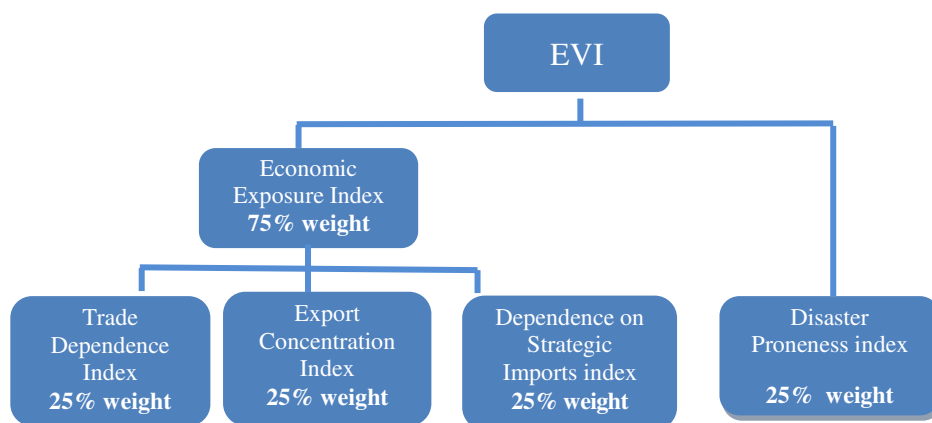 EVI
Economic
Exposure Index
75% weight
Trade
Dependence
Index
25% weight
Export
Concentration
Index
25% weight
Dependence on
Strategic
Imports index
25% weight
Disaster
Proneness index
25% weight